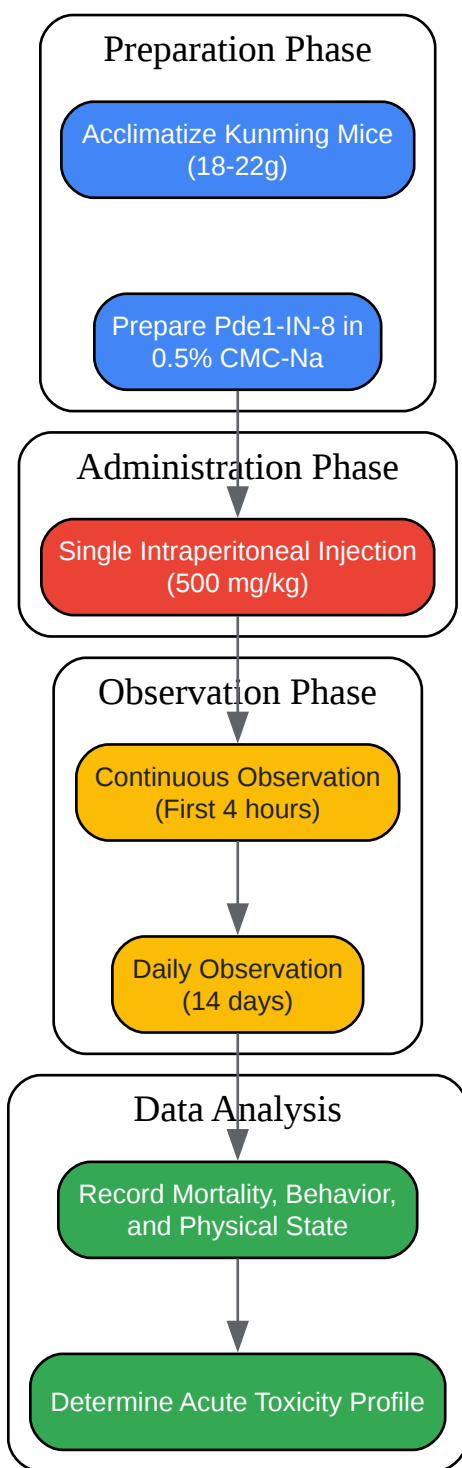 Preparation Phase
Acclimatize Kunming Mice
(18-22g)
Prepare Pde1-IN-8 in
0.5% CMC-Na
Administration Phase
Single Intraperitoneal Injection
(500 mg/kg)
Observation Phase
Continuous Observation
(First 4 hours)
Daily Observation
(14 days)
Data Analysis
Record Mortality, Behavior,
and Physical State
Determine Acute Toxicity Profile